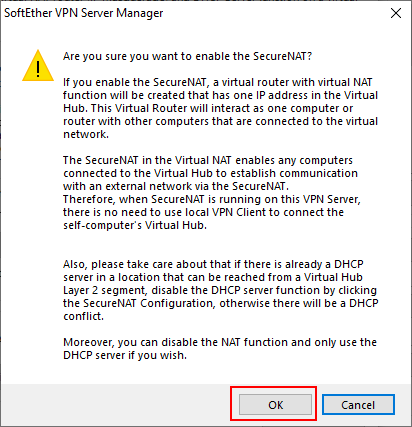 SoftEther VPN Server Manager
Are you sure you want to enable the SecureNAT?
If you enable the SecureNAT, a virtual router with virtual NAT
function will be created that has one IP address in the Virtual
Hub. This Virtual Router will interact as one computer or
router with other computers that are connected to the virtual
network.
The SecureNAT in the Virtual NAT enables any computers
connected to the Virtual Hub to establish communication
with an external network via the SecureNAT.
Therefore, when SecureNAT is running on this VPN Server,
there is no need to use local VPN Client to connect the
self-computer's Virtual Hub.
Also, please take care about that if there is already a DHCP
server in a location that can be reached from a Virtual Hub
Layer 2 segment, disable the DHCP server function by clicking
the SecureNAT Configuration, otherwise there will be a DHCP
conflict.
Moreover, you can disable the NAT function and only use the
DHCP server if you wish.
OK
Cancel